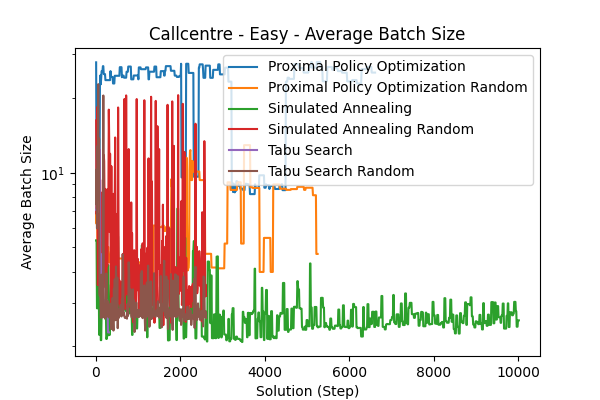 Callcentre - Easy - Average Batch Size
Average Batch Size
10¹
Proximal Policy Optimization
Proximal Policy Optimization Random
Simulated Annealing
Simulated Annealing Random
Tabu Search
Tabu Search Random
0 2000 4000 6000 8000 10000
Solution (Step)